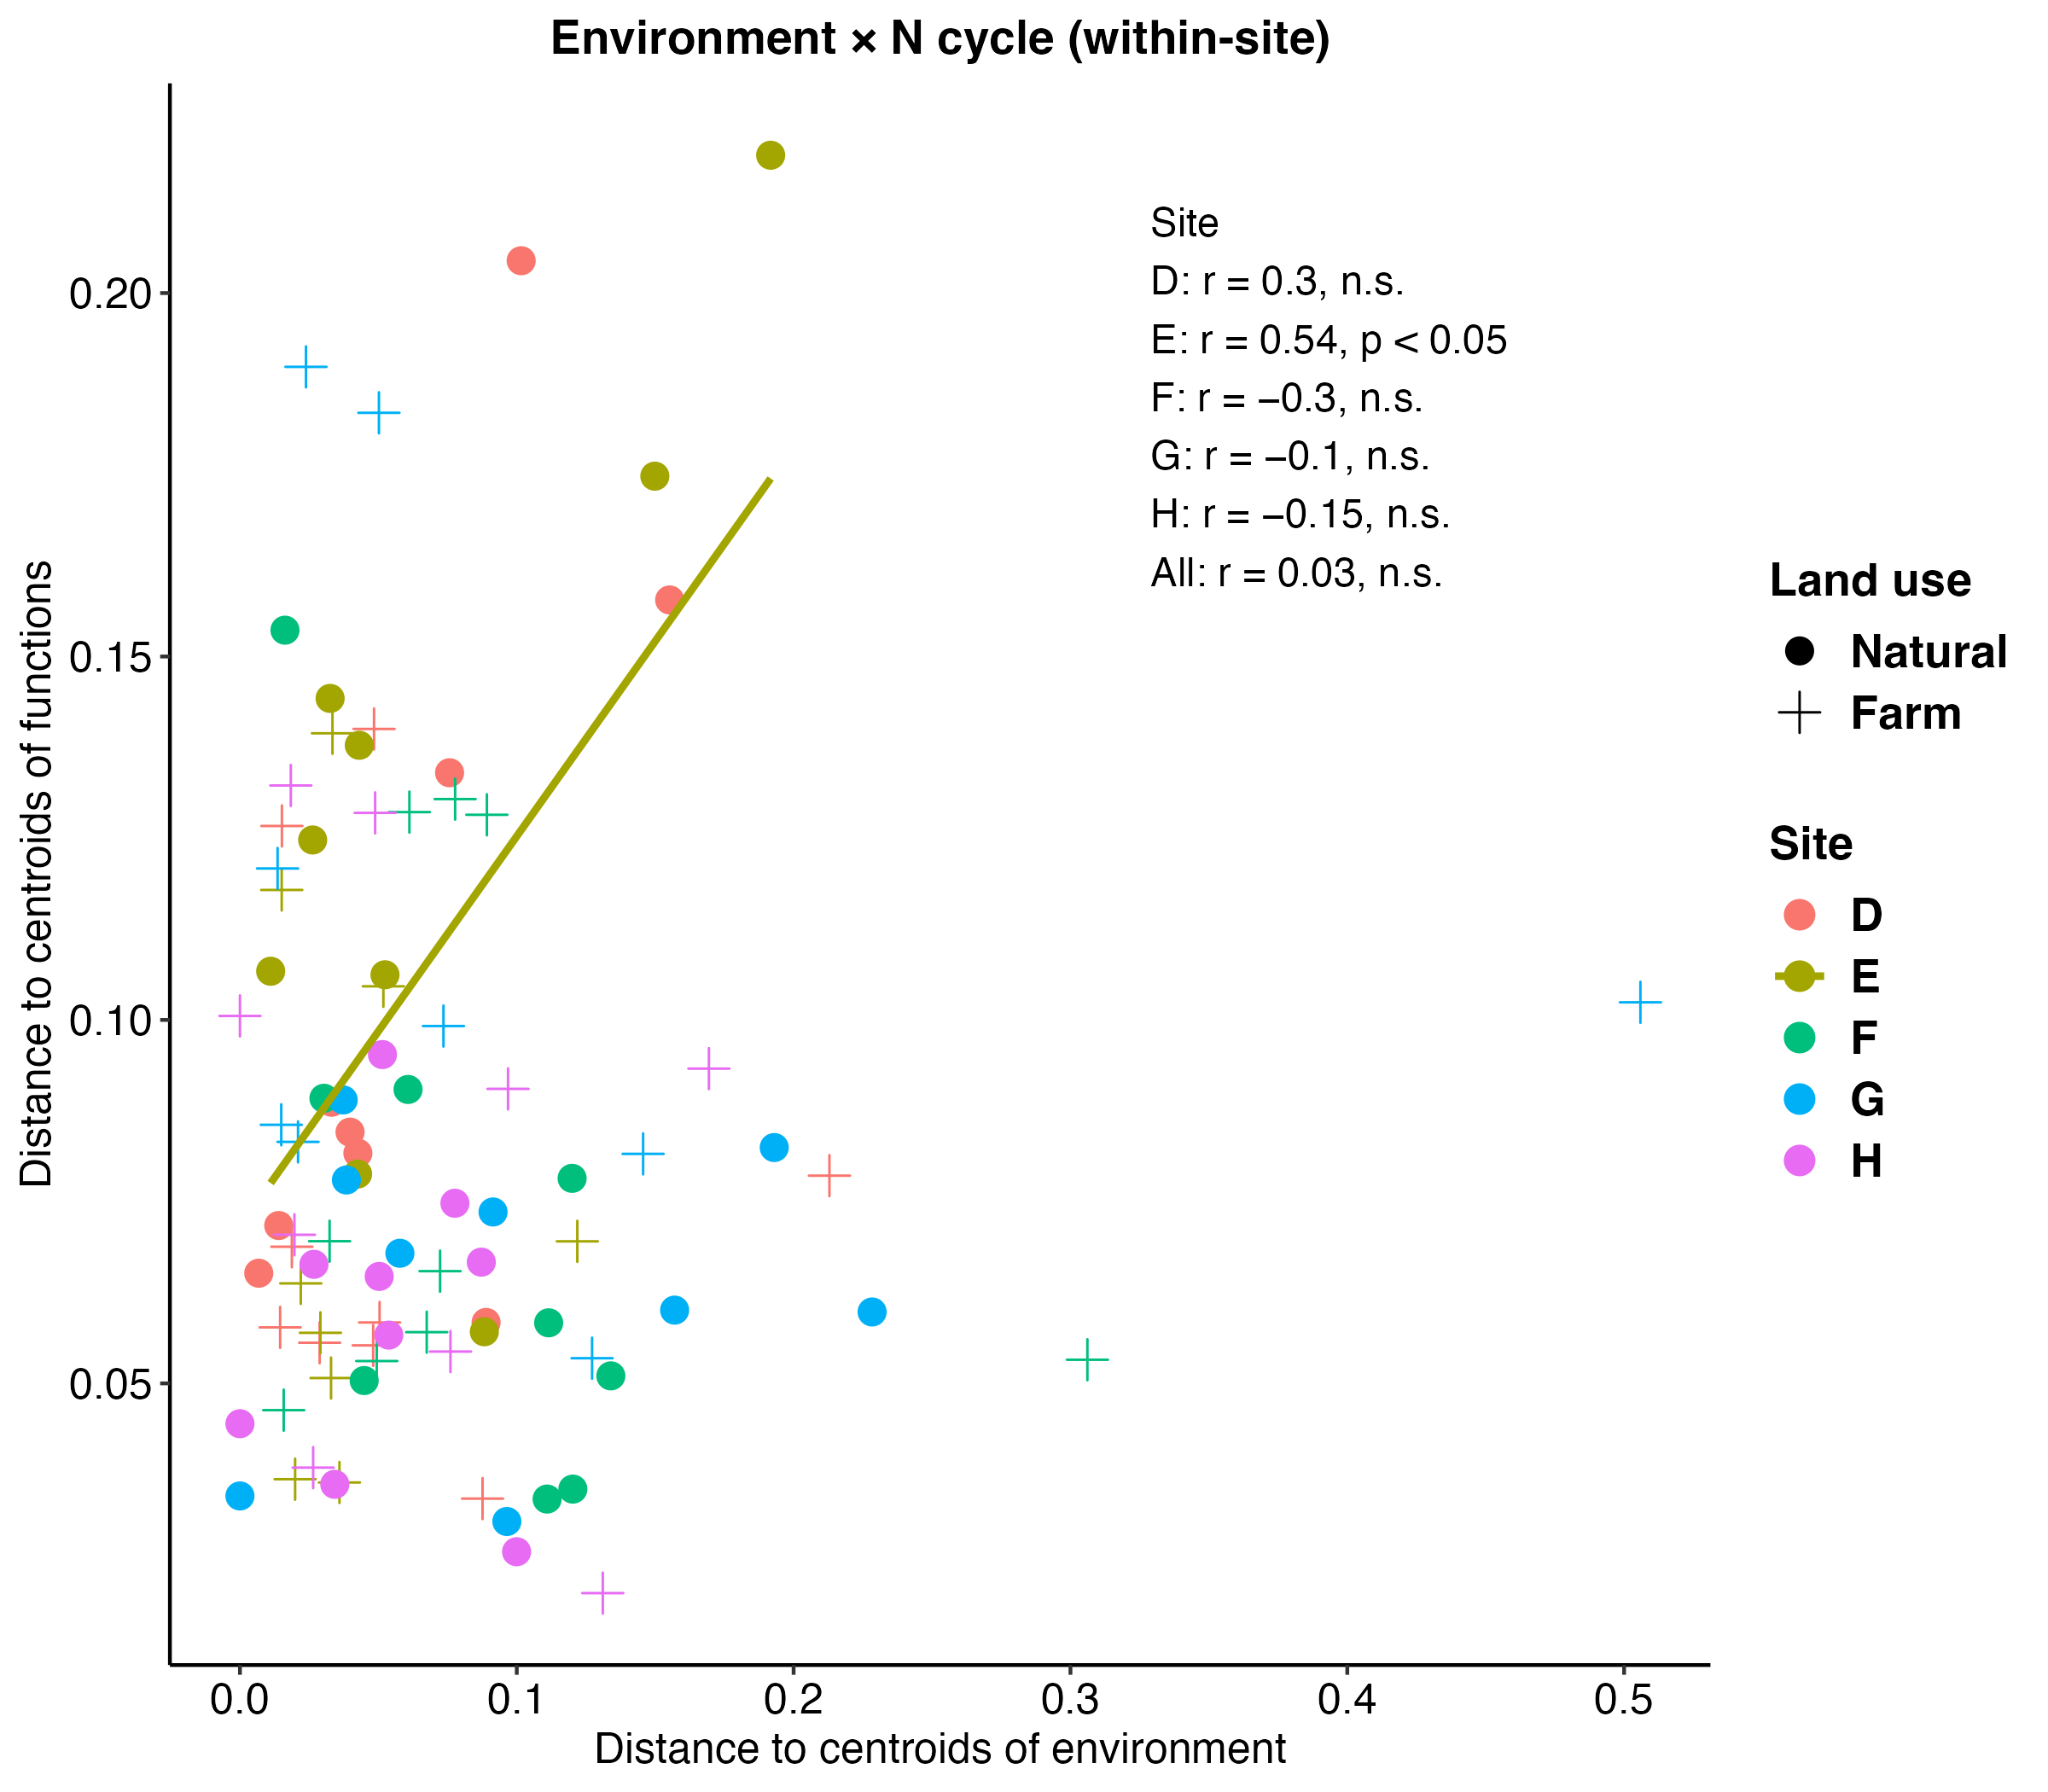 Environment × N cycle (within-site)
Distance to centroids of functions
0.20
0.15
0.10
0.05
Site
D: r = 0.3, n.s.
E: r = 0.54, p < 0.05
F: r = −0.3, n.s.
G: r = −0.1, n.s.
H: r = −0.15, n.s.
All: r = 0.03, n.s.
Land use
Natural
Farm
Site
D
E
F
G
H
0.0 0.1 0.2 0.3 0.4 0.5
Distance to centroids of environment